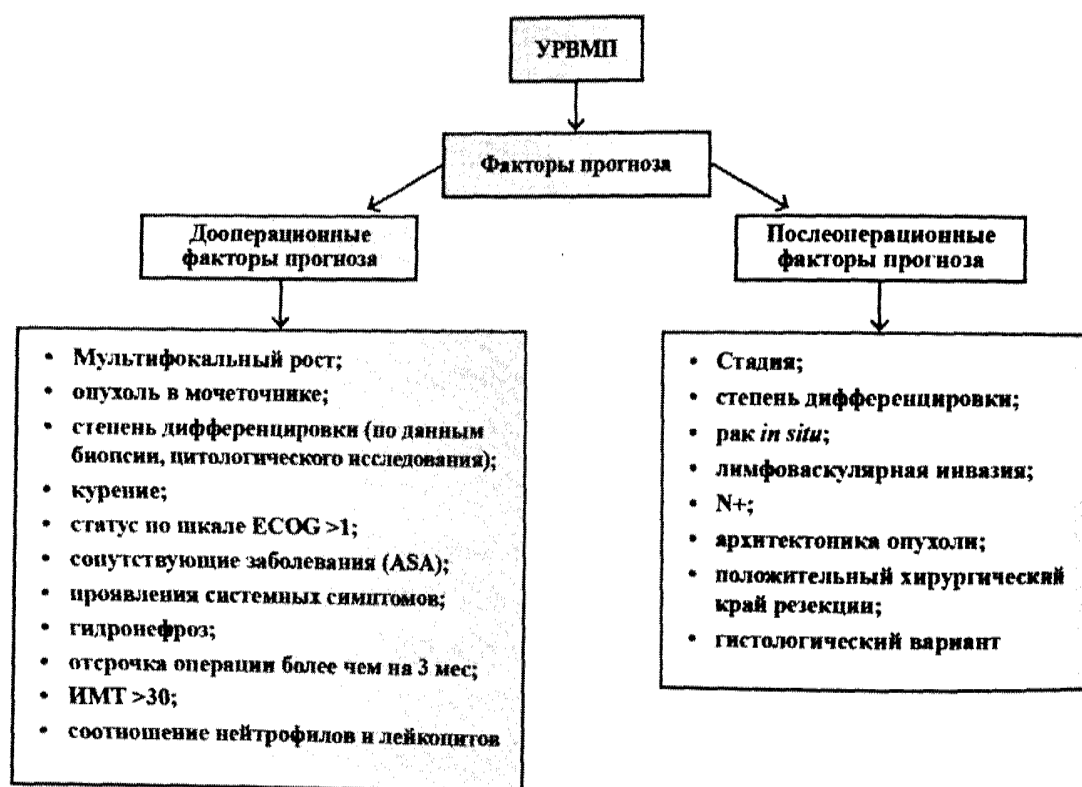 УРВМП
Факторы прогноза
Дооперационные
факторы прогноза
• Мультифокальный рост;
• опухоль в мочеточнике;
• степень дифференцировки (по данным
биопсии, цитологического исследования);
• курение;
• статус по шкале ECOG >1;
• сопутствующие заболевания (ASA);
• проявления системных симптомов;
• гидронефроз;
• отсрочка операции более чем на 3 мес;
• ИМТ >30;
• соотношение нейтрофилов и лейкоцитов
Послеоперационные
факторы прогноза
• Стадия;
• степень дифференцировки;
• рак in situ;
• лимфоваскулярная инвазия;
• N+;
• архитектоника опухоли;
• положительный хирургический
край резекции;
• гистологический вариант